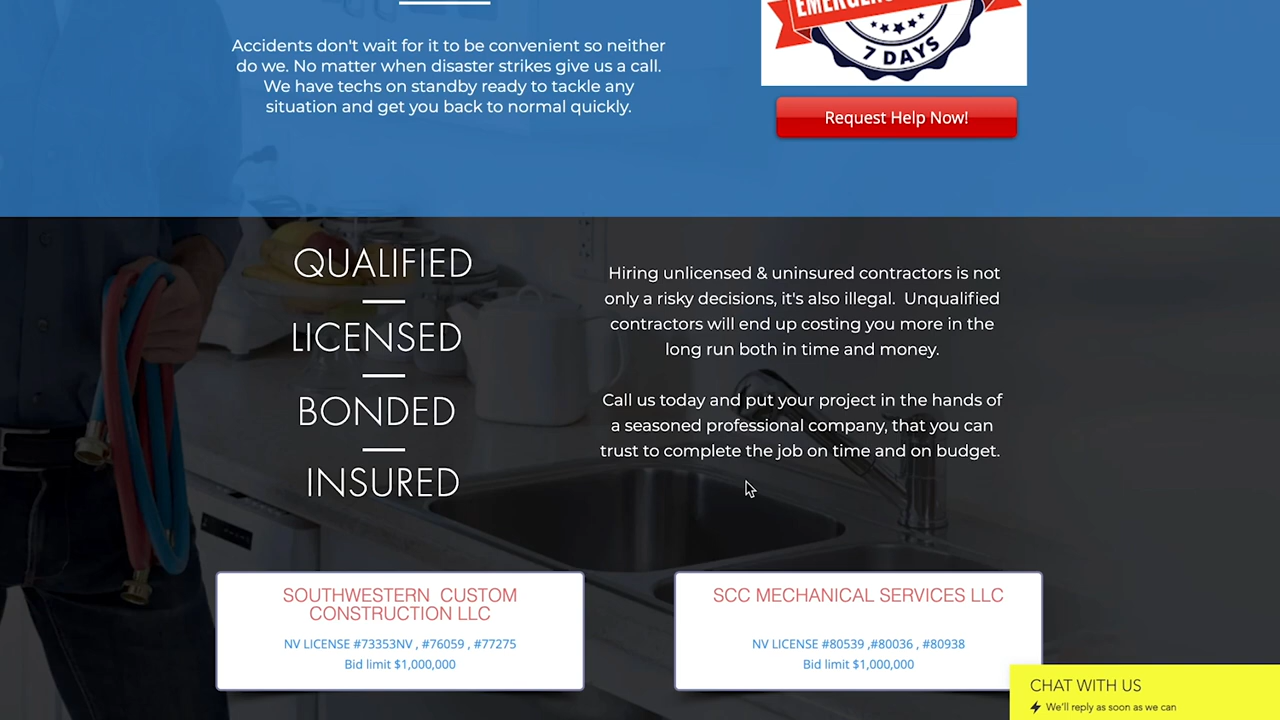 EMERGENC
7 DAYS
Accidents don't wait for it to be convenient so neither
do we. No matter when disaster strikes give us a call.
We have techs on standby ready to tackle any
situation and get you back to normal quickly.
Request Help Now!
QUALIFIED
LICENSED
BONDED
INSURED
Hiring unlicensed & uninsured contractors is not
only a risky decisions, it's also illegal.  Unqualified
contractors will end up costing you more in the
long run both in time and money.
Call us today and put your project in the hands of
a seasoned professional company, that you can
trust to complete the job on time and on budget.
SOUTHWESTERN  CUSTOM
CONSTRUCTION LLC
NV LICENSE #73353NV , #76059 , #77275
Bid limit $1,000,000
SCC MECHANICAL SERVICES LLC
NV LICENSE #80539 ,#80036 , #80938
Bid limit $1,000,000
CHAT WITH US
We'll reply as soon as we can